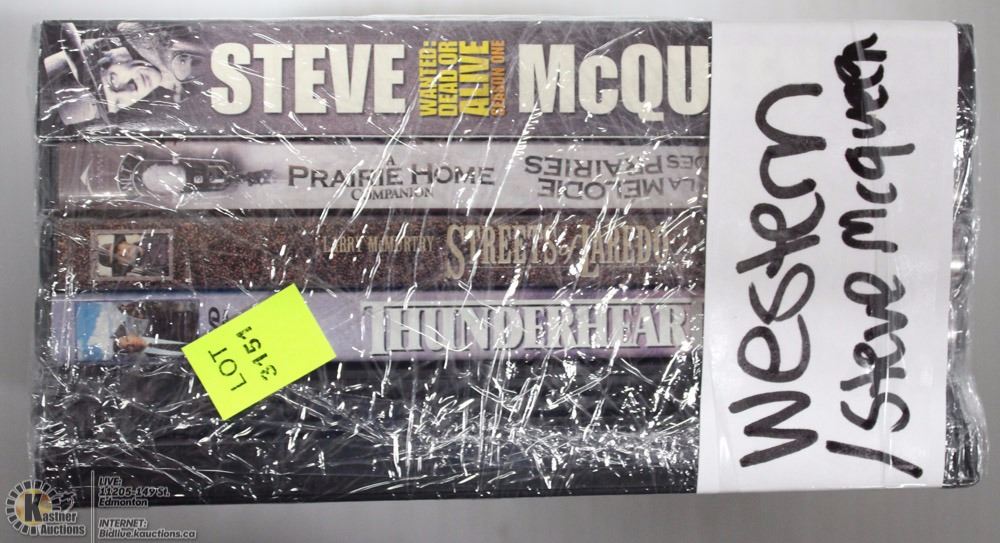 STEVE WANTED: DEAD OR ALIVE SEASON ONE McQU
A PRAIRIE HOME COMPANION
LA MELODIE DES PRAIRIES
LARRY McMURTRY STREETS of LAREDO
THUNDERHEAR
LOT 3151
Western
/Steve Mcqueen
Kastner Auctions
LIVE:
11205-149 St.
Edmonton
INTERNET:
Bidlive.kauctions.ca